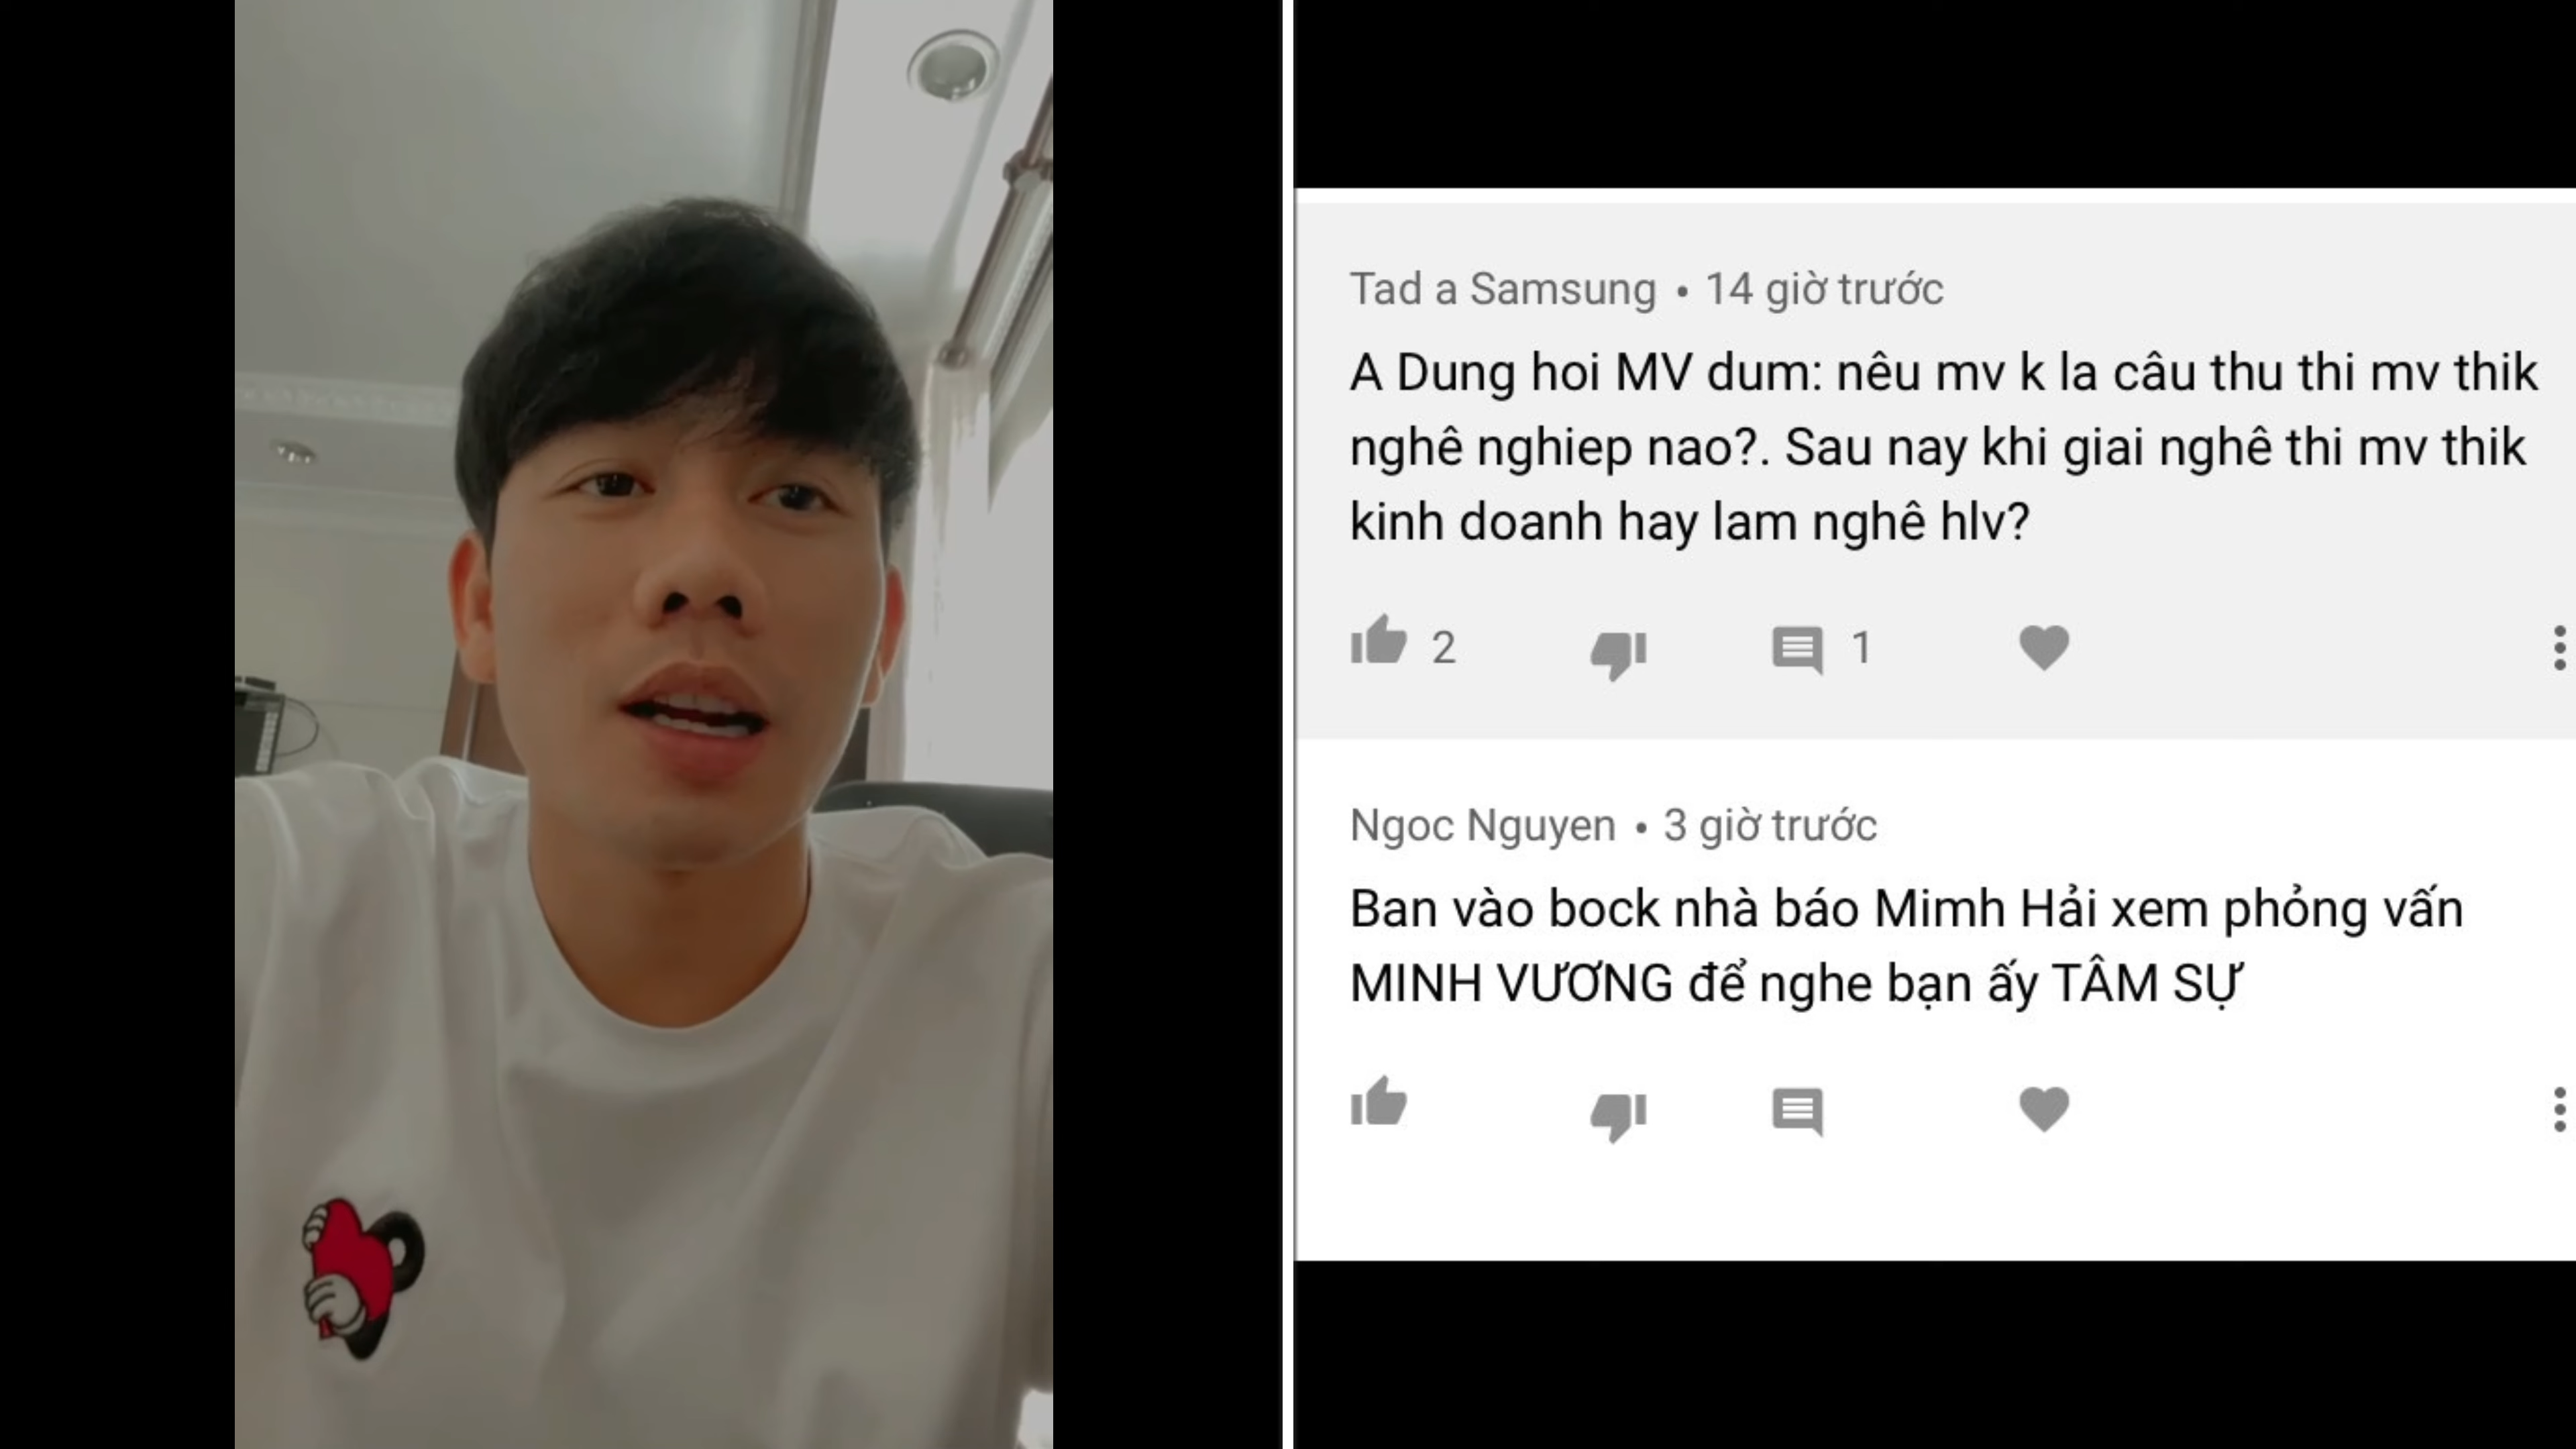 Tad a Samsung • 14 giờ trước
A Dung hoi MV dum: nêu mv k la câu thu thi mv thik
nghê nghiep nao?. Sau nay khi giai nghê thi mv thik
kinh doanh hay lam nghê hlv?
2 1
Ngoc Nguyen • 3 giờ trước
Ban vào bock nhà báo Mimh Hải xem phỏng vấn
MINH VƯƠNG để nghe bạn ấy TÂM SỰ